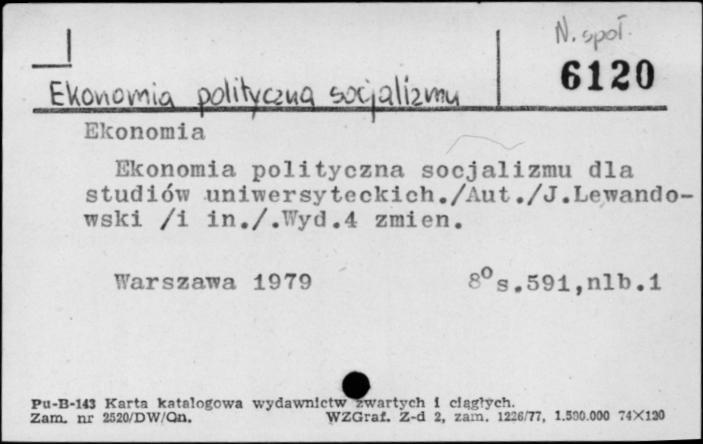 N. społ.
6120
Ekonomia polityczna socjalizmu
Ekonomia
Ekonomia polityczna socjalizmu dla
studiów uniwersyteckich./Aut./J.Lewando-
wski /i in./.Wyd.4 zmien.
Warszawa 1979 8⁰s.591,nlb.1
Pu-B-143 Karta katalogowa wydawnictw zwartych i ciągłych.
Zam. nr 2520/DW/Qn. WZGraf. Z-d 2, zam. 1226/77, 1.500.000 74X120